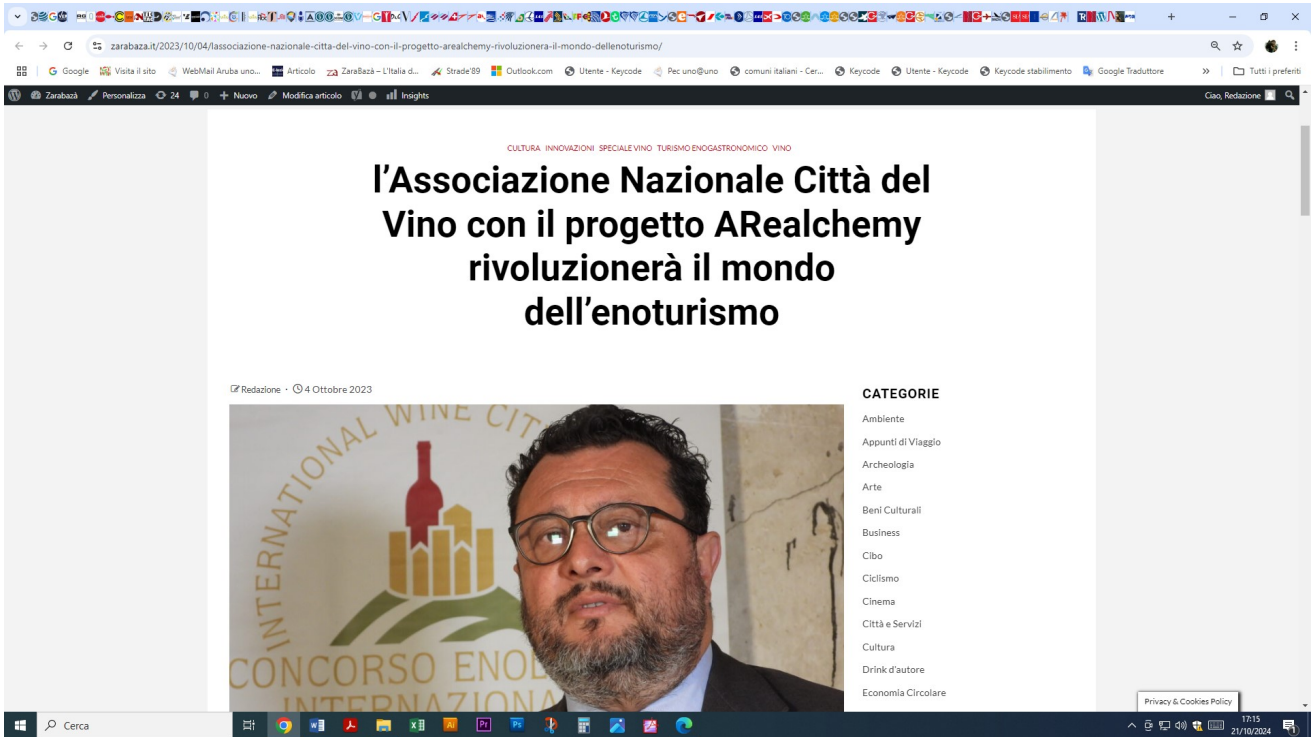 zarabaza.it/2023/10/04/lassociazione-nazionale-citta-del-vino-con-il-progetto-arealchemy-rivoluzionera-il-mondo-dellenoturismo/
Google Visita il sito WebMail Aruba uno... Articolo ZaraBazà – L'Italia d... Strade'89 Outlook.com Utente - Keycode Pec uno@uno comuni italiani - Cer... Keycode Utente - Keycode Keycode stabilimento Google Traduttore » Tutti i preferiti
Zarabazà Personalizza 24 0 + Nuovo Modifica articolo Insights Ciao, Redazione
CULTURA INNOVAZIONI SPECIALE VINO TURISMO ENOGASTRONOMICO VINO
l'Associazione Nazionale Città del
Vino con il progetto ARealchemy
rivoluzionerà il mondo
dell'enoturismo
Redazione · 4 Ottobre 2023
CATEGORIE
Ambiente
Appunti di Viaggio
Archeologia
Arte
Beni Culturali
Business
Cibo
Ciclismo
Cinema
Città e Servizi
Cultura
Drink d'autore
Economia Circolare
INTERNATIONAL WINE CIT
CONCORSO ENO
INTERNAZIONA
Privacy & Cookies Policy
Cerca
17:15
21/10/2024